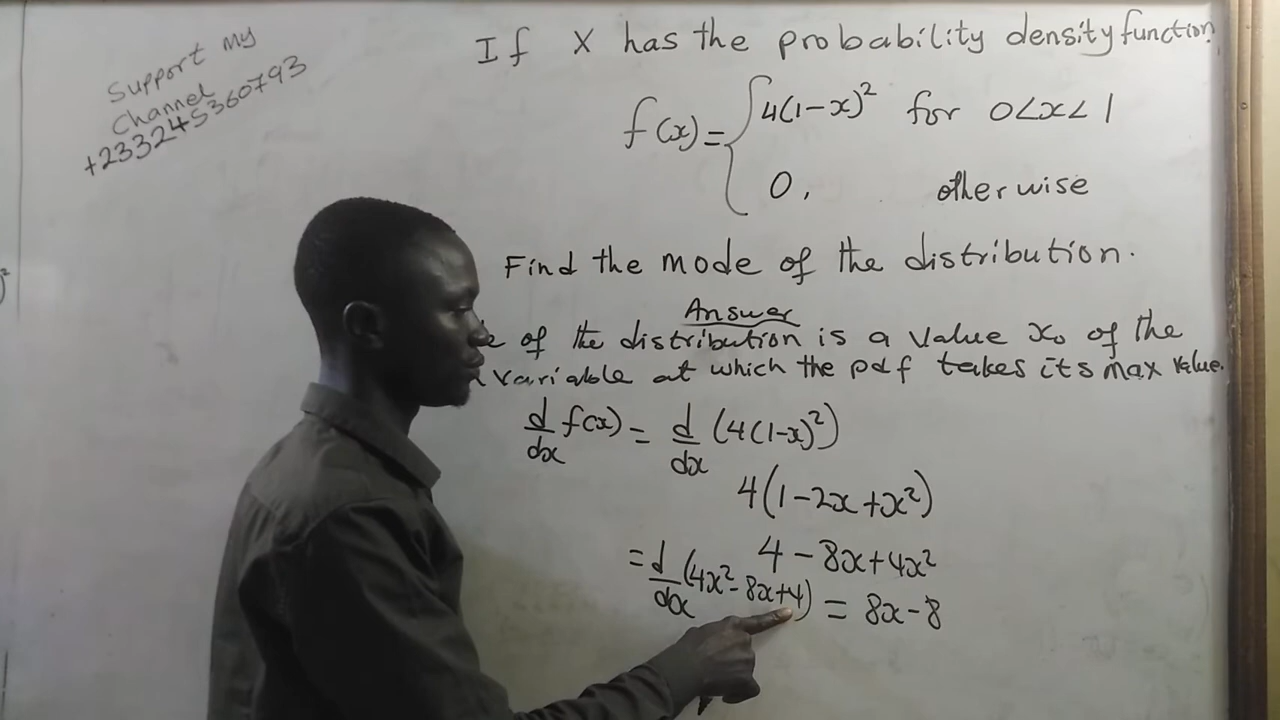 Support My
Channel
+233245360793
If X has the probability density function,
f(x) = { 4(1-x)² for 0<x<1
0, otherwise
Find the mode of the distribution.
Answer
of the distribution is a value x₀ of the
variable at which the pdf takes its max value.
d/dx f(x) = d/dx (4(1-x)²)
4(1-2x+x²)
4-8x+4x²
= d/dx (4x²-8x+4) = 8x-8